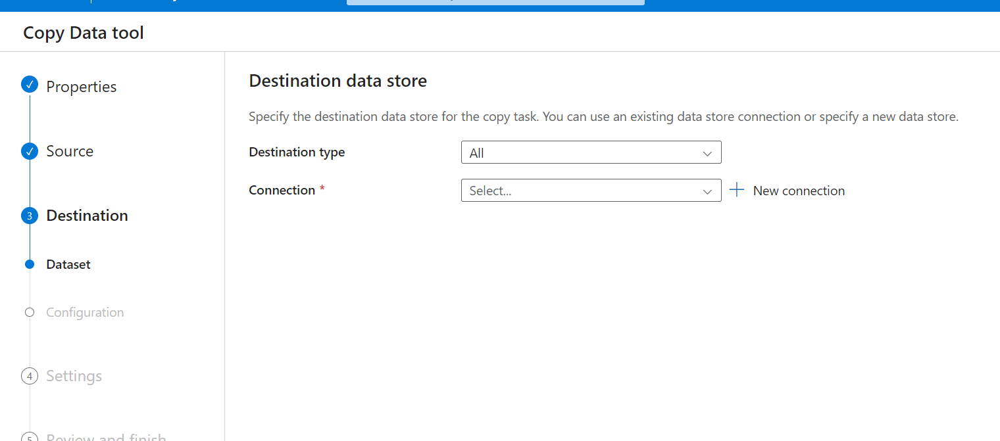 Copy Data tool
Properties
Source
3 Destination
Dataset
Configuration
4 Settings
5 Review and finish
Destination data store
Specify the destination data store for the copy task. You can use an existing data store connection or specify a new data store.
Destination type All
Connection * Select... New connection